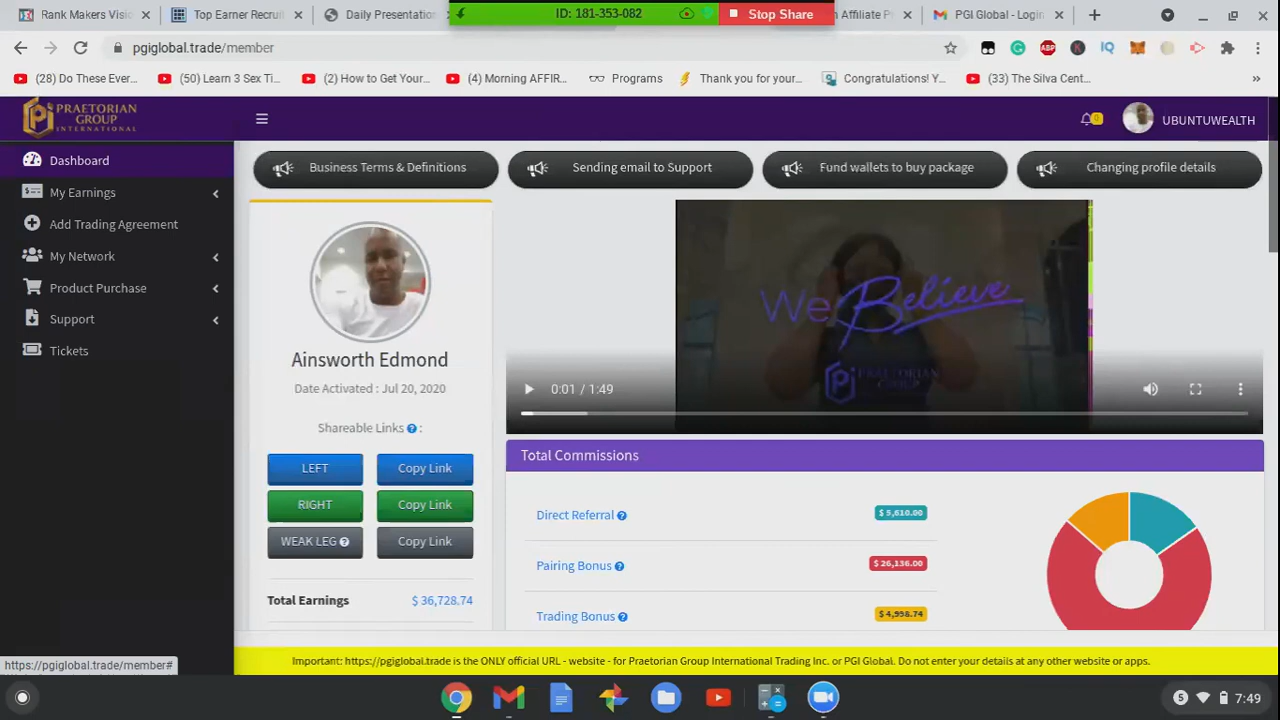 Rank Makers Visio
Top Earner Recruit
Daily Presentation
ID: 181-353-082
Stop Share
n Affiliate P
PGI Global - Login
pgiglobal.trade/member
ABP
K
IQ
(28) Do These Ever...
(50) Learn 3 Sex Ti...
(2) How to Get Your...
(4) Morning AFFIR...
Programs
Thank you for your...
Congratulations! Y...
(33) The Silva Cent...
»
PRAETORIAN
GROUP
INTERNATIONAL
0
UBUNTUWEALTH
Dashboard
My Earnings
Add Trading Agreement
My Network
Product Purchase
Support
Tickets
Business Terms & Definitions
Sending email to Support
Fund wallets to buy package
Changing profile details
Ainsworth Edmond
Date Activated : Jul 20, 2020
Shareable Links ? :
LEFT Copy Link
RIGHT Copy Link
WEAK LEG ? Copy Link
Total Earnings $ 36,728.74
We Believe
PRAETORIAN
GROUP
0:01 / 1:49
Total Commissions
Direct Referral ? $ 5,610.00
Pairing Bonus ? $ 26,136.00
Trading Bonus ? $ 4,998.74
https://pgiglobal.trade/member#
Important: https://pgiglobal.trade is the ONLY official URL - website - for Praetorian Group International Trading Inc. or PGI Global. Do not enter your details at any other website or apps.
5 7:49